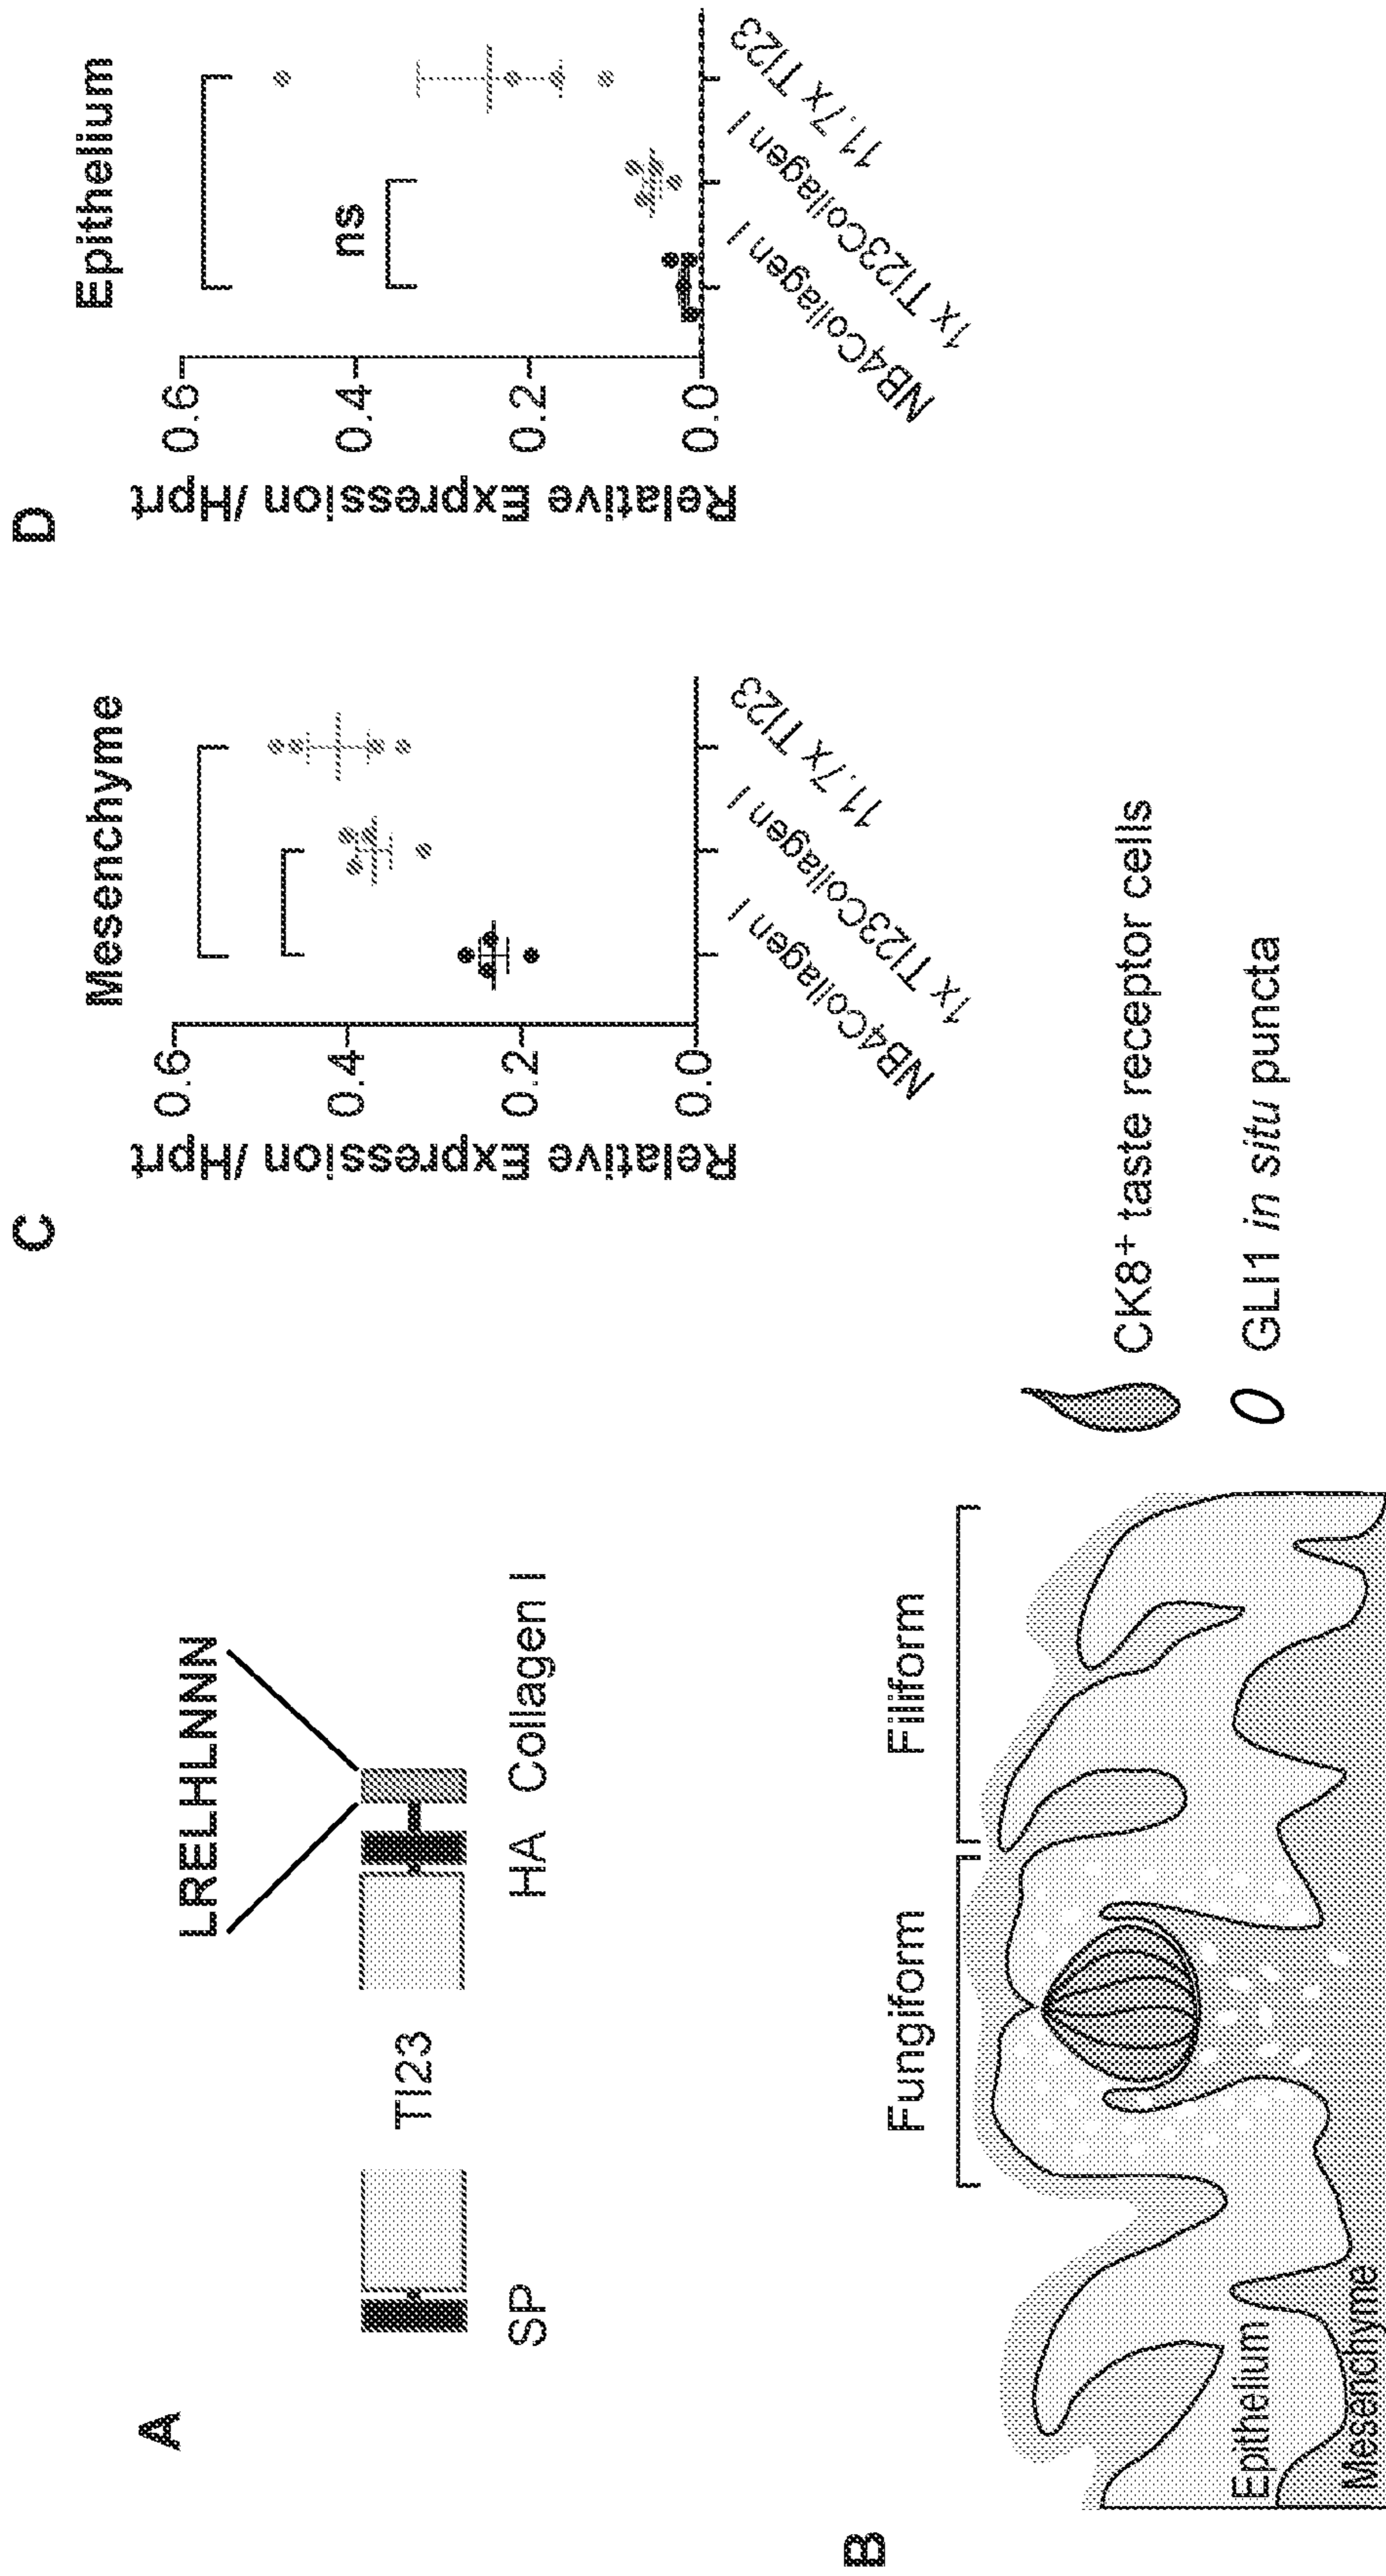 A
LRELHLNNN
TI23
SP
HA Collagen I
B
Fungiform
Filiform
Epithelium
Mesenchyme
CK8⁺ taste receptor cells
GLI1 in situ puncta
C
Mesenchyme
Relative Expression /Hprt
0.6
0.4
0.2
0.0
NB4Collagen I
1x TI23Collagen I
11.7x TI23
D
Epithelium
ns
Relative Expression /Hprt
0.6
0.4
0.2
0.0
NB4Collagen I
1x TI23Collagen I
11.7x TI23